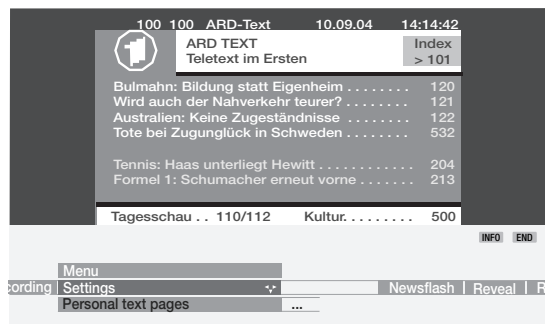 100 100 ARD-Text 10.09.04 14:14:42
ARD TEXT Index
Teletext im Ersten > 101
Bulmahn: Bildung statt Eigenheim . . . . . . . . 120
Wird auch der Nahverkehr teurer? . . . . . . . . 121
Australien: Keine Zugeständnisse . . . . . . . . 122
Tote bei Zugunglück in Schweden . . . . . . . . 532
Tennis: Haas unterliegt Hewitt . . . . . . . . . . . . 204
Formel 1: Schumacher erneut vorne . . . . . . . 213
Tagesschau . . 110/112 Kultur. . . . . . . . 500
INFO END
Menu
cording Settings Newsflash Reveal R
Personal text pages ...